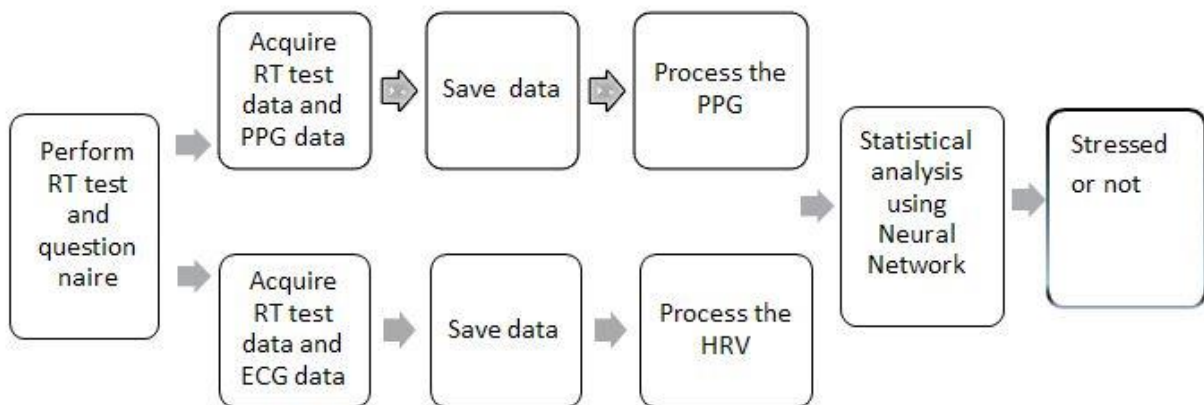 Perform
RT test
and
question
naire
Acquire
RT test
data and
PPG data
Save data
Process the
PPG
Acquire
RT test
data and
ECG data
Save data
Process the
HRV
Statistical
analysis
using
Neural
Network
Stressed
or not